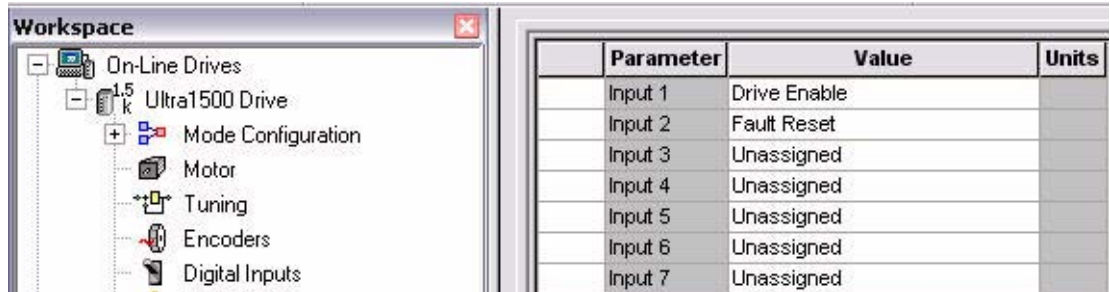 Workspace
On-Line Drives
1.5 k Ultra1500 Drive
Mode Configuration
Motor
Tuning
Encoders
Digital Inputs
Parameter Value Units
Input 1 Drive Enable
Input 2 Fault Reset
Input 3 Unassigned
Input 4 Unassigned
Input 5 Unassigned
Input 6 Unassigned
Input 7 Unassigned